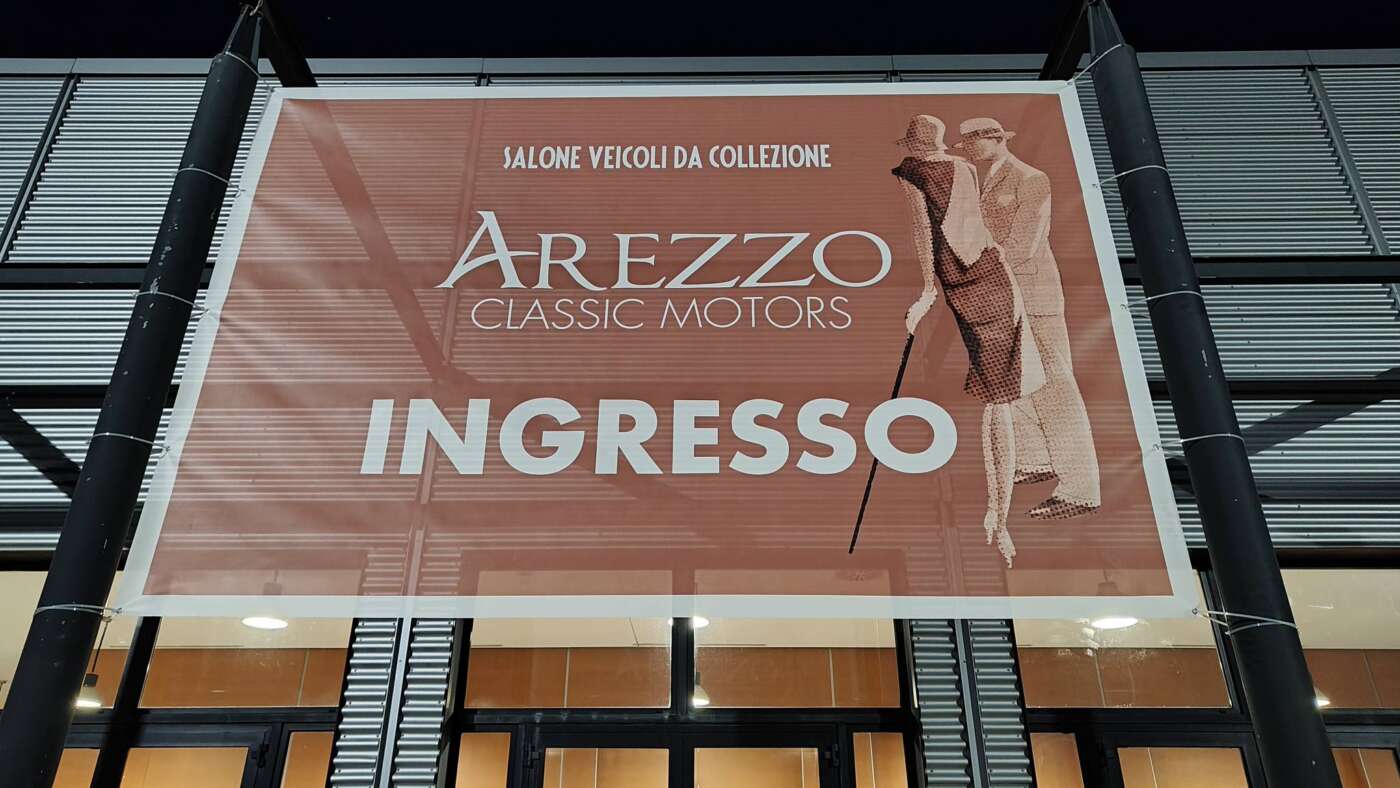 SALONE VEICOLI DA COLLEZIONE
AREZZO
CLASSIC MOTORS
INGRESSO